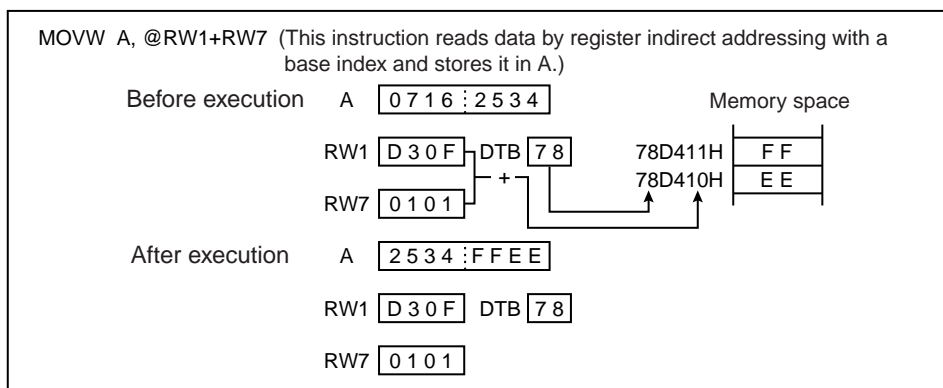 MOVW A, @RW1+RW7 (This instruction reads data by register indirect addressing with a
base index and stores it in A.)
Before execution A 0716 2534 Memory space
RW1 D30F DTB 78 78D411H FF
+ 78D410H EE
RW7 0101
After execution A 2534 FFEE
RW1 D30F DTB 78
RW7 0101